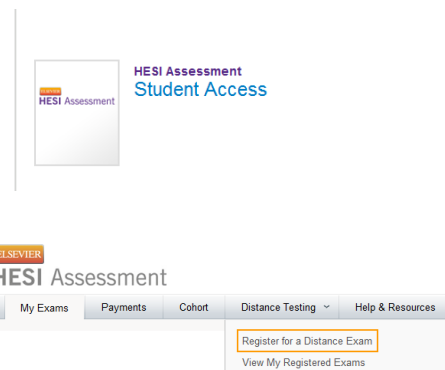 HESI Assessment
Student Access
ELSEVIER
HESI Assessment
ELSEVIER
HESI Assessment
My Exams Payments Cohort Distance Testing Help & Resources
Register for a Distance Exam
View My Registered Exams